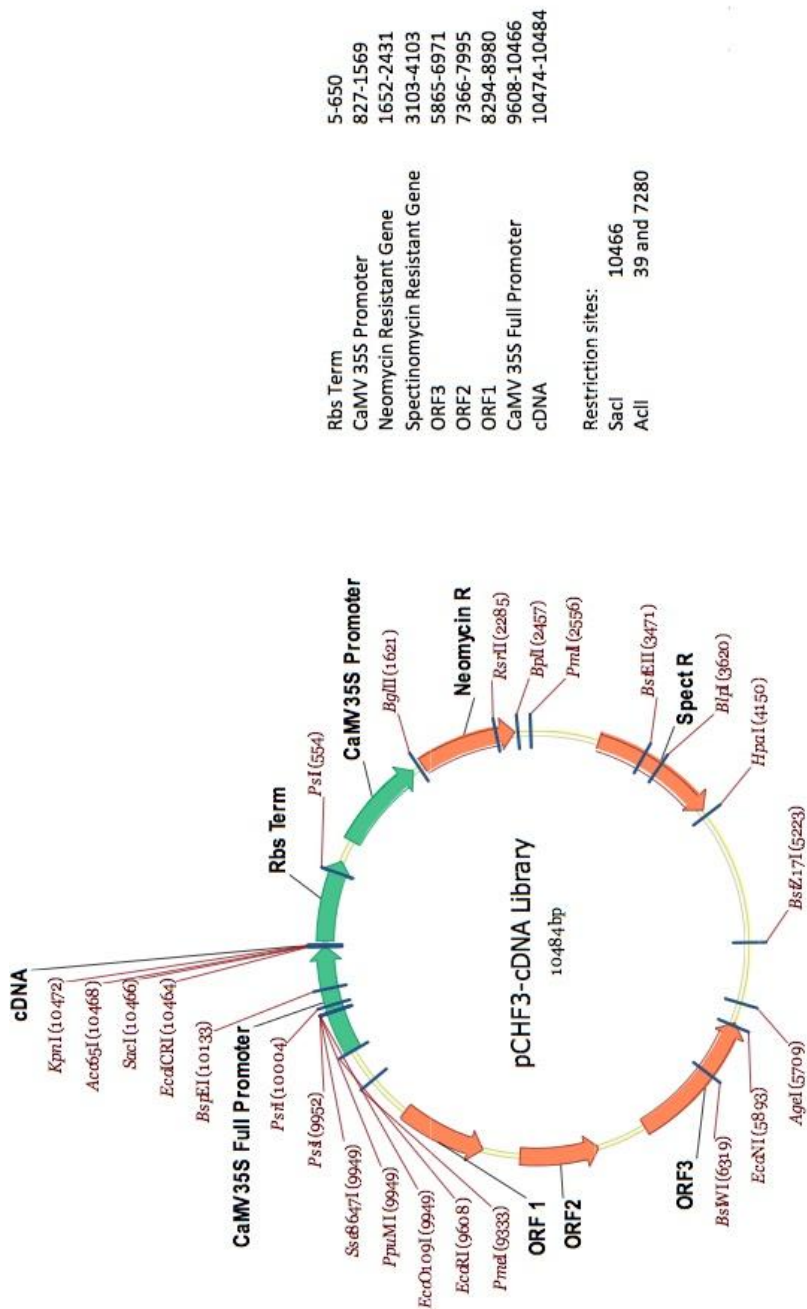 cDNA
KpnI (10472)
Acc65I (10468)
SacI (10466)
Ecl136CRI (10464)
BspEI (10133)
CaMV35S Full Promoter
PsrI (10004)
PsiI (9952)
Sse8647I (9949)
PpuMI (9949)
EcoO109I (9949)
EcoRI (9608)
PmeI (9333)
ORF 1
ORF2
ORF3
BsiWI (6319)
EcoNI (5893)
AgeI (5709)
BstZ17I (5223)
HpaI (4150)
BlpI (3620)
Spect R
BstEII (3471)
PmlI (2556)
BplI (2457)
RsrII (2285)
Neomycin R
BglII (1621)
CaMV35S Promoter
PsiI (554)
Rbs Term
pCHF3-cDNA Library
10484 bp
Rbs Term 5-650
CaMV 35S Promoter 827-1569
Neomycin Resistant Gene 1652-2431
Spectinomycin Resistant Gene 3103-4103
ORF3 5865-6971
ORF2 7366-7995
ORF1 8294-8980
CaMV 35S Full Promoter 9608-10466
cDNA 10474-10484
Restriction sites:
SacI 10466
AclI 39 and 7280